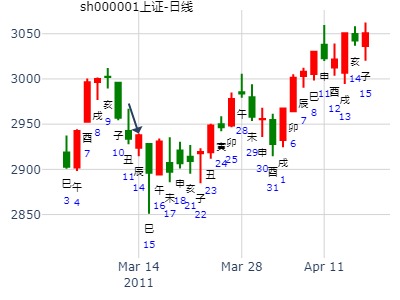 sh000001上证-日线
3050
3000
2950
2900
2850
巳
3
午
4
酉
7
戌
8
亥
9
子
10
丑
11
辰
14
巳
15
午
16
未
17
申
18
亥
21
子
22
丑
23
寅
24
卯
25
午
28
未
29
申
30
酉
31
戌
1
卯
6
辰
7
巳
8
申
11
酉
12
戌
13
亥
14
子
15
Mar 14
2011
Mar 28
Apr 11